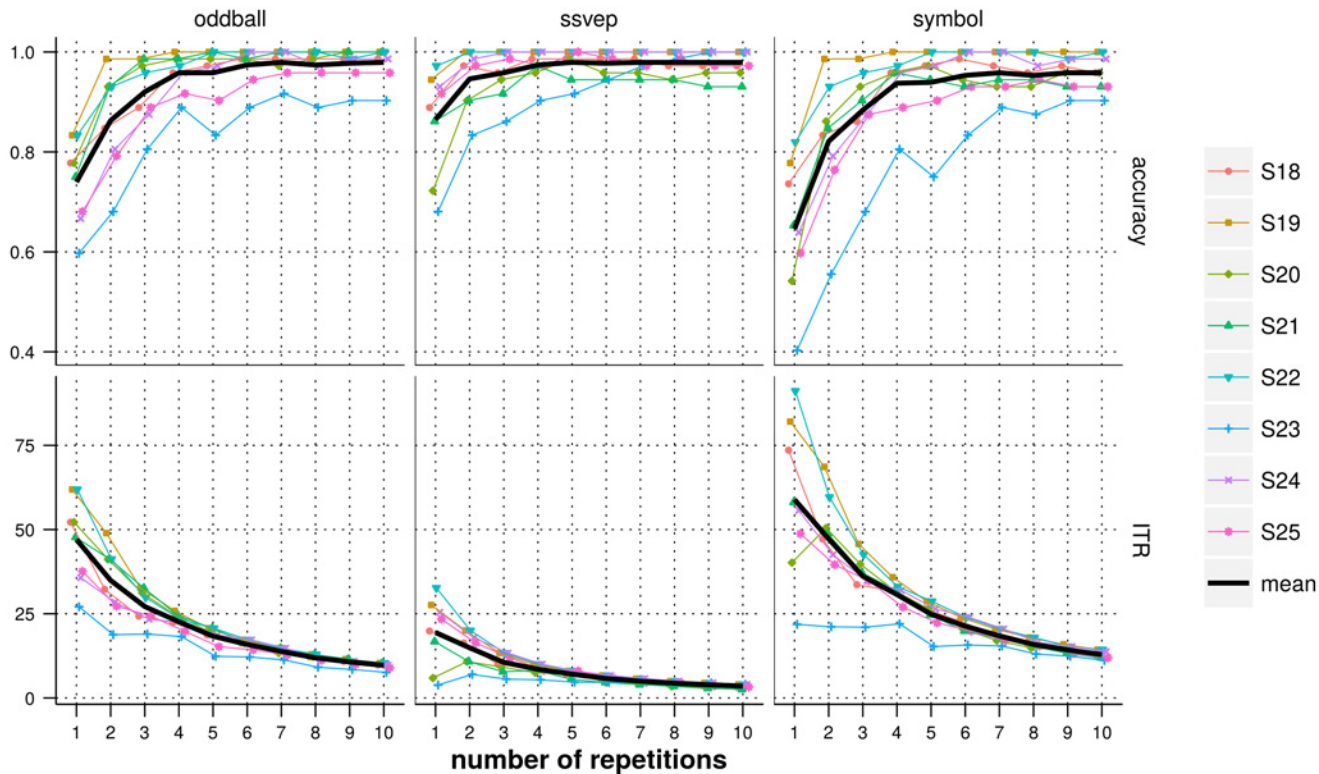 oddball ssvep symbol
1.0
0.8
0.6
0.4
accuracy
75
50
25
0
ITR
1 2 3 4 5 6 7 8 9 10 1 2 3 4 5 6 7 8 9 10 1 2 3 4 5 6 7 8 9 10
number of repetitions
S18
S19
S20
S21
S22
S23
S24
S25
mean